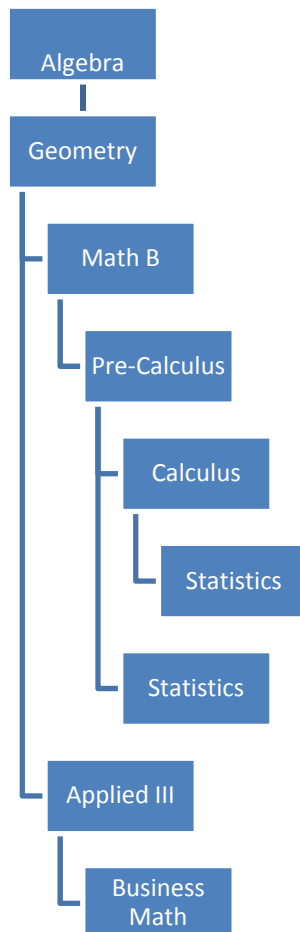 Algebra
Geometry
Math B
Pre-Calculus
Calculus
Statistics
Statistics
Applied III
Business
Math